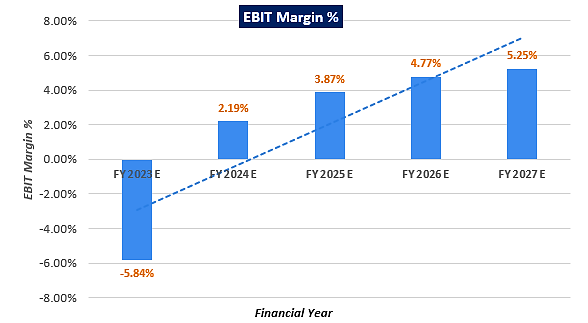 EBIT Margin %
8.00%
6.00%
4.00%
2.00%
0.00%
-2.00%
-4.00%
-6.00%
-8.00%
EBIT Margin %
5.25%
4.77%
3.87%
2.19%
-5.84%
FY 2023 E
FY 2024 E
FY 2025 E
FY 2026 E
FY 2027 E
Financial Year